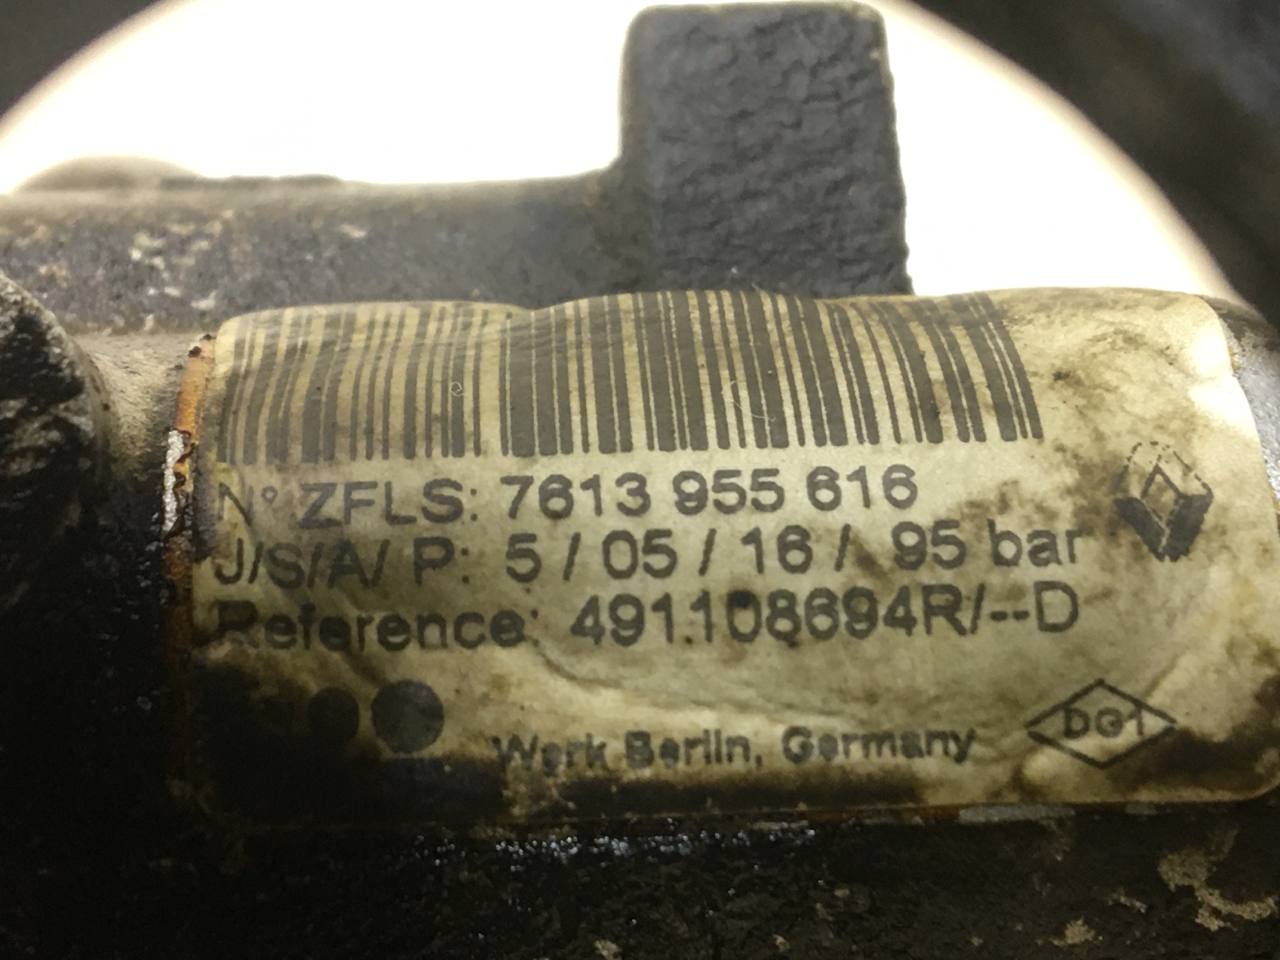 N° ZFLS: 7613 955 616
J/S/A/ P: 5 / 05 / 16 / 95 bar
Reference: 491108694R/--D
Werk Berlin, Germany
DG1